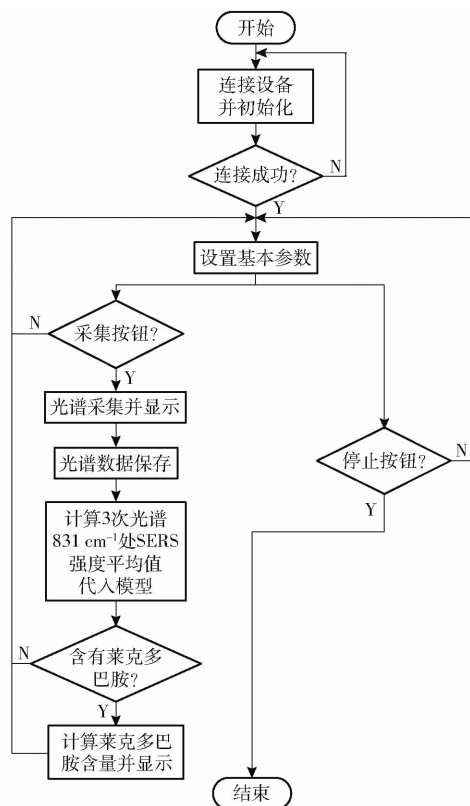 开始
连接设备
并初始化
连接成功?
N
Y
设置基本参数
N
采集按钮?
Y
光谱采集并显示
光谱数据保存
停止按钮?
N
Y
计算3次光谱
831 cm⁻¹处SERS
强度平均值
代入模型
N
含有莱克多
巴胺?
Y
计算莱克多巴
胺含量并显示
结束